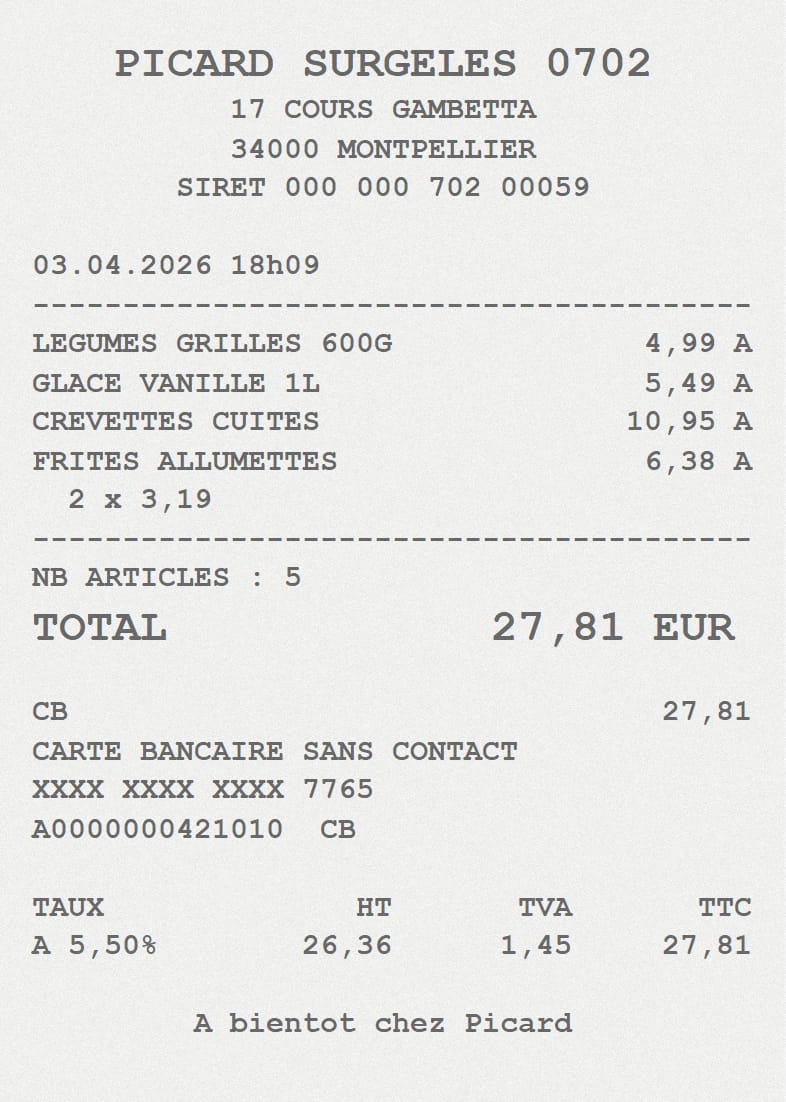 PICARD SURGELES 0702
17 COURS GAMBETTA
34000 MONTPELLIER
SIRET 000 000 702 00059
03.04.2026 18h09
----------------------------------------
LEGUMES GRILLES 600G 4,99 A
GLACE VANILLE 1L 5,49 A
CREVETTES CUITES 10,95 A
FRITES ALLUMETTES 6,38 A
2 x 3,19
----------------------------------------
NB ARTICLES : 5
TOTAL 27,81 EUR
CB 27,81
CARTE BANCAIRE SANS CONTACT
XXXX XXXX XXXX 7765
A0000000421010 CB
TAUX HT TVA TTC
A 5,50% 26,36 1,45 27,81
A bientot chez Picard